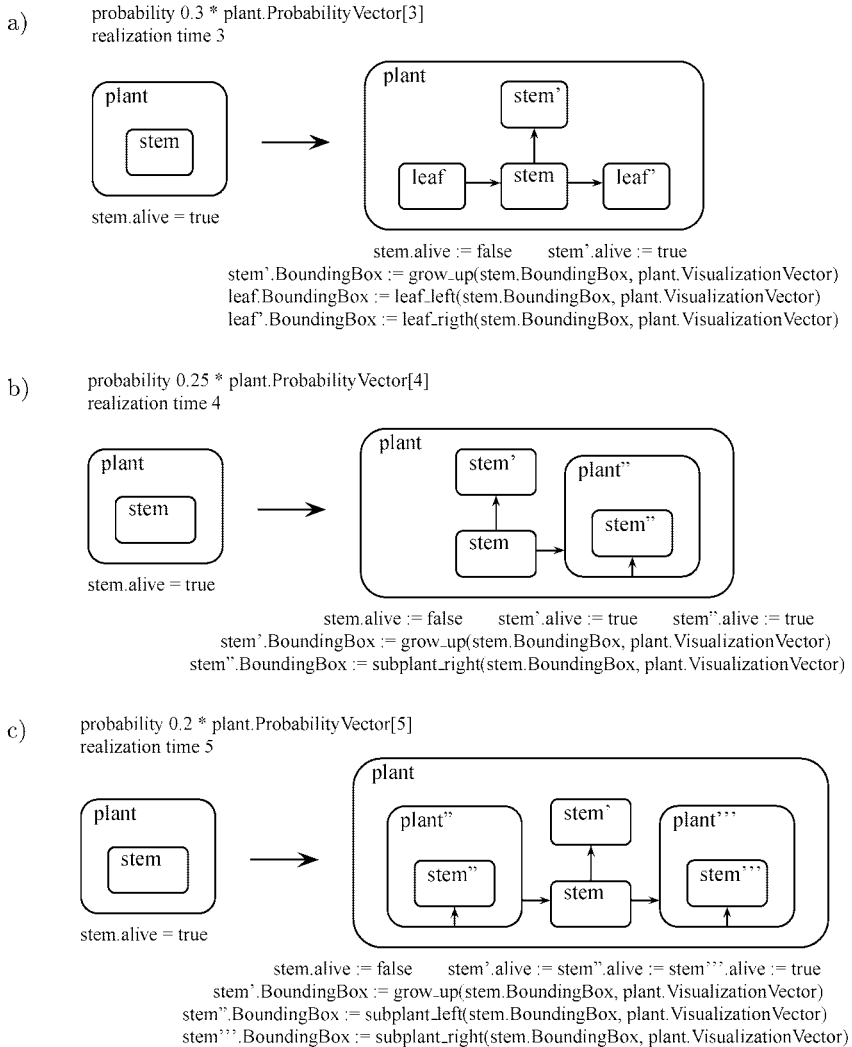 a)
probability 0.3 * plant.ProbabilityVector[3]
realization time 3
plant
stem
stem.alive = true
plant
stem’
leaf
stem
leaf’
stem.alive := false stem’.alive := true
stem’.BoundingBox := grow_up(stem.BoundingBox, plant.VisualizationVector)
leaf.BoundingBox := leaf_left(stem.BoundingBox, plant.VisualizationVector)
leaf’.BoundingBox := leaf_rigth(stem.BoundingBox, plant.VisualizationVector)
b)
probability 0.25 * plant.ProbabilityVector[4]
realization time 4
plant
stem
stem.alive = true
plant
stem’
plant’’
stem
stem’’
stem.alive := false stem’.alive := true stem’’.alive := true
stem’.BoundingBox := grow_up(stem.BoundingBox, plant.VisualizationVector)
stem’’.BoundingBox := subplant_right(stem.BoundingBox, plant.VisualizationVector)
c)
probability 0.2 * plant.ProbabilityVector[5]
realization time 5
plant
stem
stem.alive = true
plant
plant’’
stem’
plant’’’
stem’’
stem
stem’’’
stem.alive := false stem’.alive := stem’’.alive := stem’’’.alive := true
stem’.BoundingBox := grow_up(stem.BoundingBox, plant.VisualizationVector)
stem’’.BoundingBox := subplant_left(stem.BoundingBox, plant.VisualizationVector)
stem’’’.BoundingBox := subplant_right(stem.BoundingBox, plant.VisualizationVector)